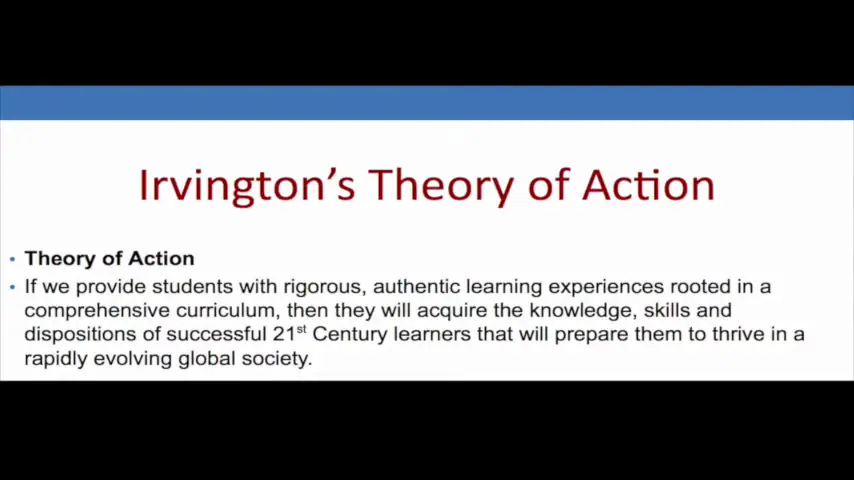 Irvington's Theory of Action
• Theory of Action
• If we provide students with rigorous, authentic learning experiences rooted in a
comprehensive curriculum, then they will acquire the knowledge, skills and
dispositions of successful 21st Century learners that will prepare them to thrive in a
rapidly evolving global society.